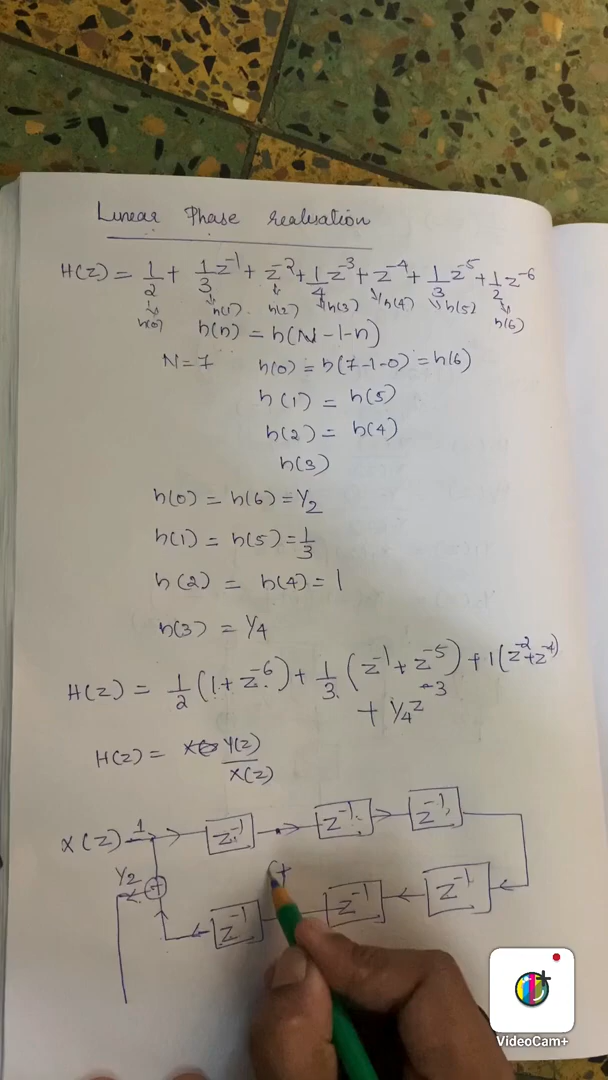 Linear Phase realisation
H(z) = 1/2 + 1/3 z^-1 + z^-2 + 1/4 z^-3 + z^-4 + 1/3 z^-5 + 1/2 z^-6
h(0) h(1) h(2) h(3) h(4) h(5) h(6)
h(n) = h(N-1-n)
N=7 h(0) = h(7-1-0) = h(6)
h(1) = h(5)
h(2) = h(4)
h(3)
h(0) = h(6) = 1/2
h(1) = h(5) = 1/3
h(2) = h(4) = 1
h(3) = 1/4
H(z) = 1/2 (1+z^-6) + 1/3 (z^-1 + z^-5) + 1(z^-2 + z^-4)
+ 1/4 z^-3
H(z) = Y(z)/X(z)
X(z) 1 z^-1 z^-1 z^-1
1/2 + +
z^-1 z^-1 z^-1
VideoCam+